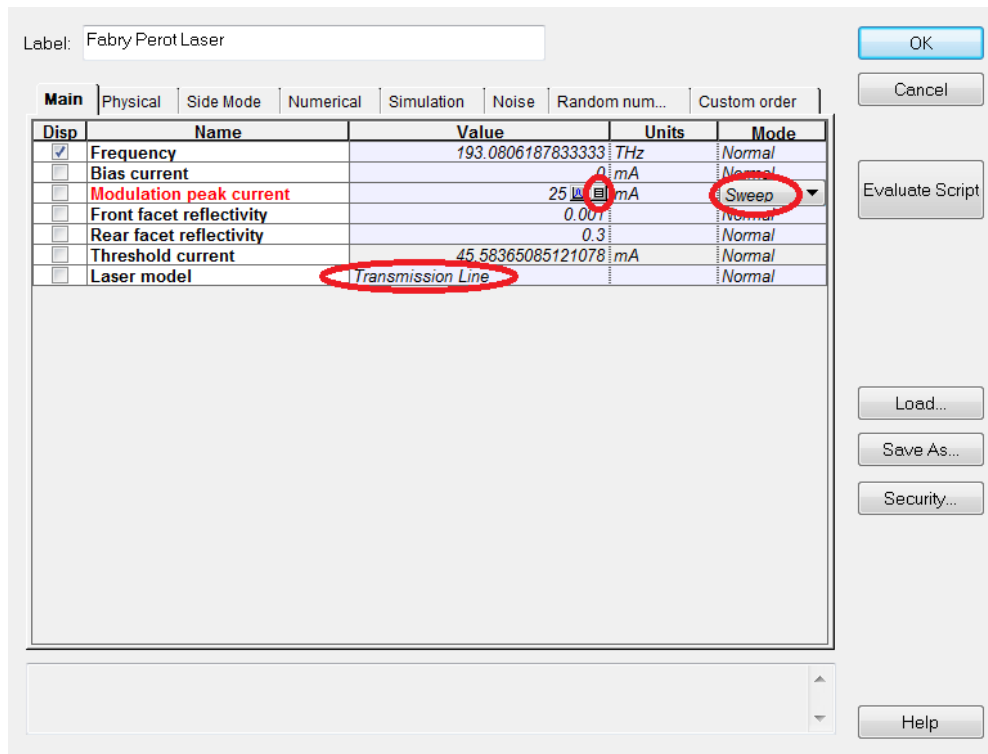 Label: Fabry Perot Laser
OK
Cancel
Main Physical Side Mode Numerical Simulation Noise Random num... Custom order
Disp Name Value Units Mode
Frequency 193.0806187833333 THz Normal
Bias current 0 mA Normal
Modulation peak current 25 mA Sweep
Evaluate Script
Front facet reflectivity 0.001 Normal
Rear facet reflectivity 0.3 Normal
Threshold current 45.58365085121078 mA Normal
Laser model Transmission Line Normal
Load...
Save As...
Security...
Help